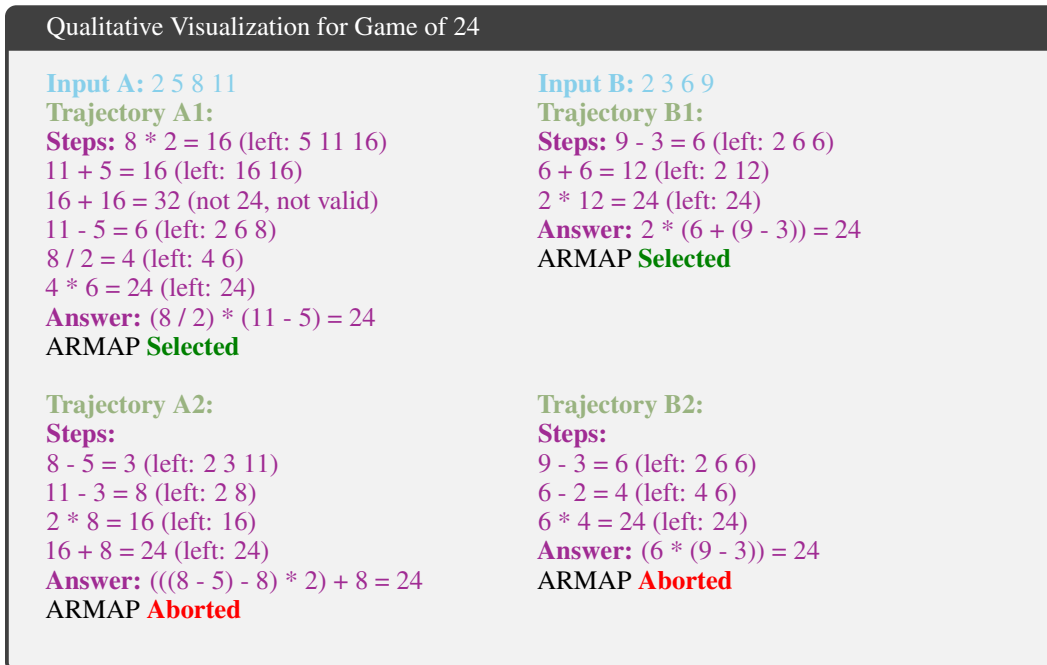 Qualitative Visualization for Game of 24
Input A: 2 5 8 11
Trajectory A1:
Steps: 8 * 2 = 16 (left: 5 11 16)
11 + 5 = 16 (left: 16 16)
16 + 16 = 32 (not 24, not valid)
11 - 5 = 6 (left: 2 6 8)
8 / 2 = 4 (left: 4 6)
4 * 6 = 24 (left: 24)
Answer: (8 / 2) * (11 - 5) = 24
ARMAP Selected
Trajectory A2:
Steps:
8 - 5 = 3 (left: 2 3 11)
11 - 3 = 8 (left: 2 8)
2 * 8 = 16 (left: 16)
16 + 8 = 24 (left: 24)
Answer: (((8 - 5) - 8) * 2) + 8 = 24
ARMAP Aborted
Input B: 2 3 6 9
Trajectory B1:
Steps: 9 - 3 = 6 (left: 2 6 6)
6 + 6 = 12 (left: 2 12)
2 * 12 = 24 (left: 24)
Answer: 2 * (6 + (9 - 3)) = 24
ARMAP Selected
Trajectory B2:
Steps:
9 - 3 = 6 (left: 2 6 6)
6 - 2 = 4 (left: 4 6)
6 * 4 = 24 (left: 24)
Answer: (6 * (9 - 3)) = 24
ARMAP Aborted